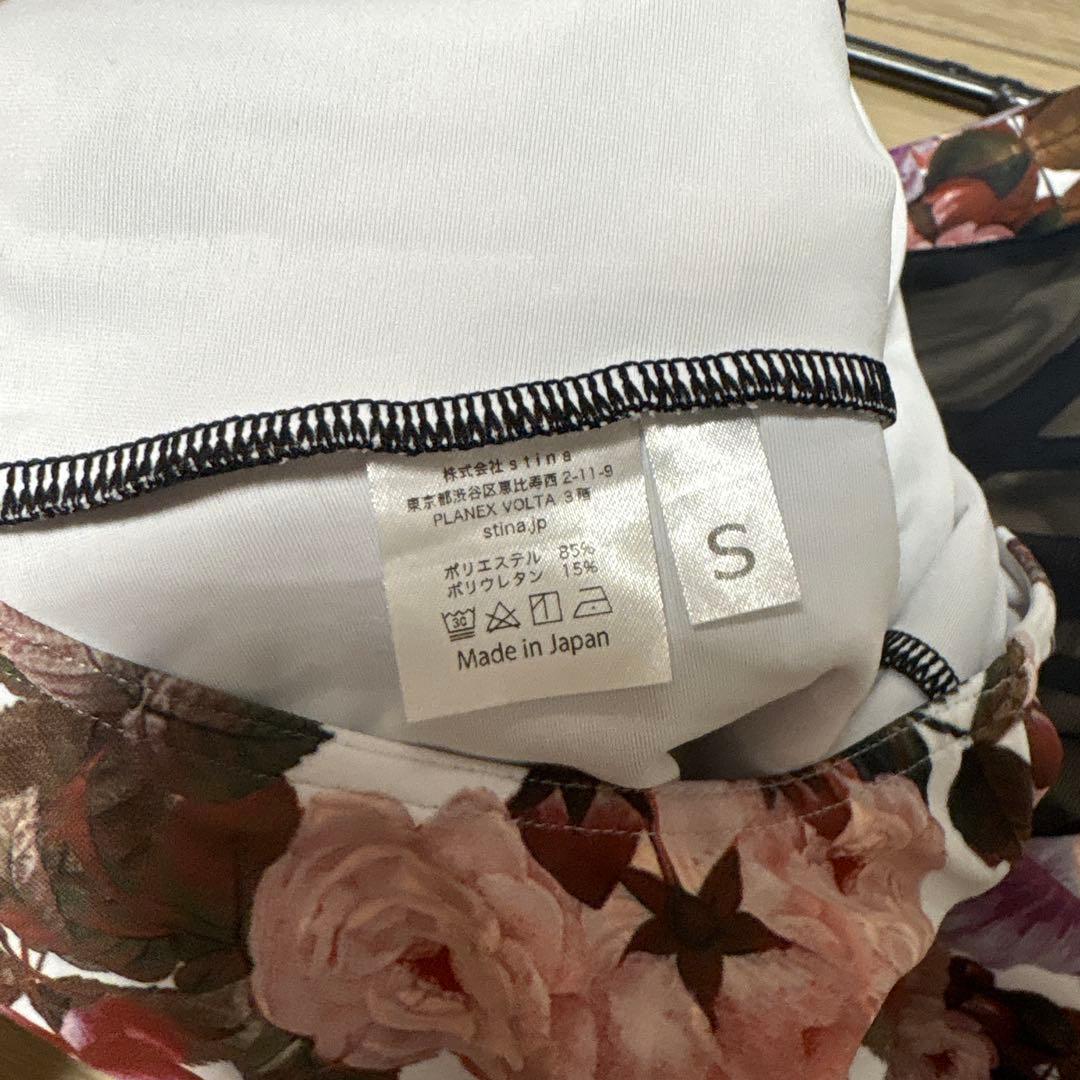 株式会社stina
東京都渋谷区恵比寿西2-11-9
PLANEX VOLTA 3階
stina.jp
ポリエステル 85%
ポリウレタン 15%
30
Made in Japan
S